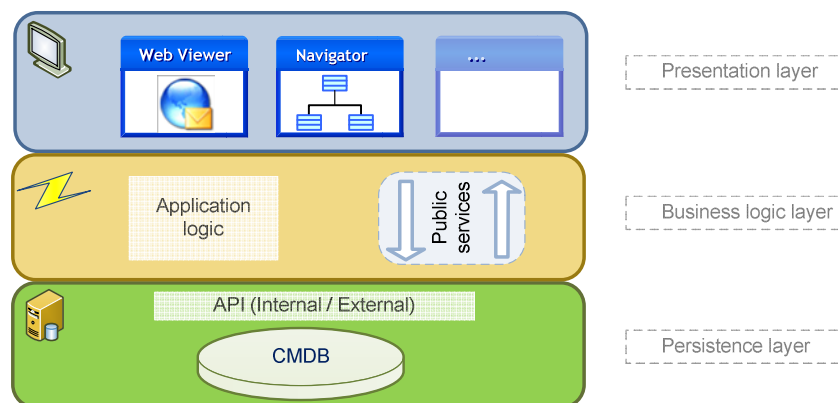 Web Viewer
Navigator
...
Presentation layer
Application
logic
Public
services
Business logic layer
API (Internal / External)
CMDB
Persistence layer